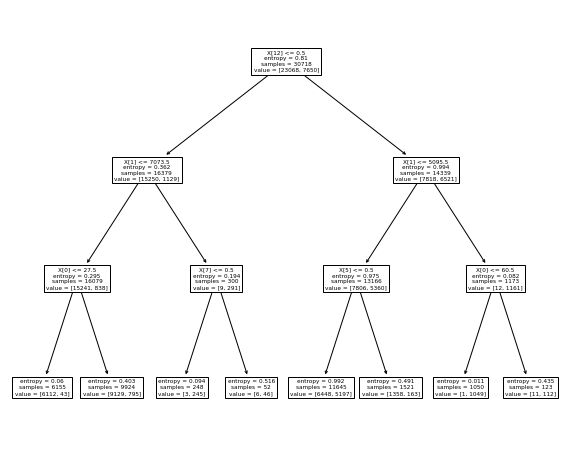 X[12] <= 0.5
entropy = 0.81
samples = 30718
value = [23068, 7650]
X[1] <= 7073.5
entropy = 0.362
samples = 16379
value = [15250, 1129]
X[1] <= 5095.5
entropy = 0.994
samples = 14339
value = [7818, 6521]
X[0] <= 27.5
entropy = 0.295
samples = 16079
value = [15241, 838]
X[7] <= 0.5
entropy = 0.194
samples = 300
value = [9, 291]
X[5] <= 0.5
entropy = 0.975
samples = 13166
value = [7806, 5360]
X[0] <= 60.5
entropy = 0.082
samples = 1173
value = [12, 1161]
entropy = 0.06
samples = 6155
value = [6112, 43]
entropy = 0.403
samples = 9924
value = [9129, 795]
entropy = 0.094
samples = 248
value = [3, 245]
entropy = 0.516
samples = 52
value = [6, 46]
entropy = 0.992
samples = 11645
value = [6448, 5197]
entropy = 0.491
samples = 1521
value = [1358, 163]
entropy = 0.011
samples = 1050
value = [1, 1049]
entropy = 0.435
samples = 123
value = [11, 112]